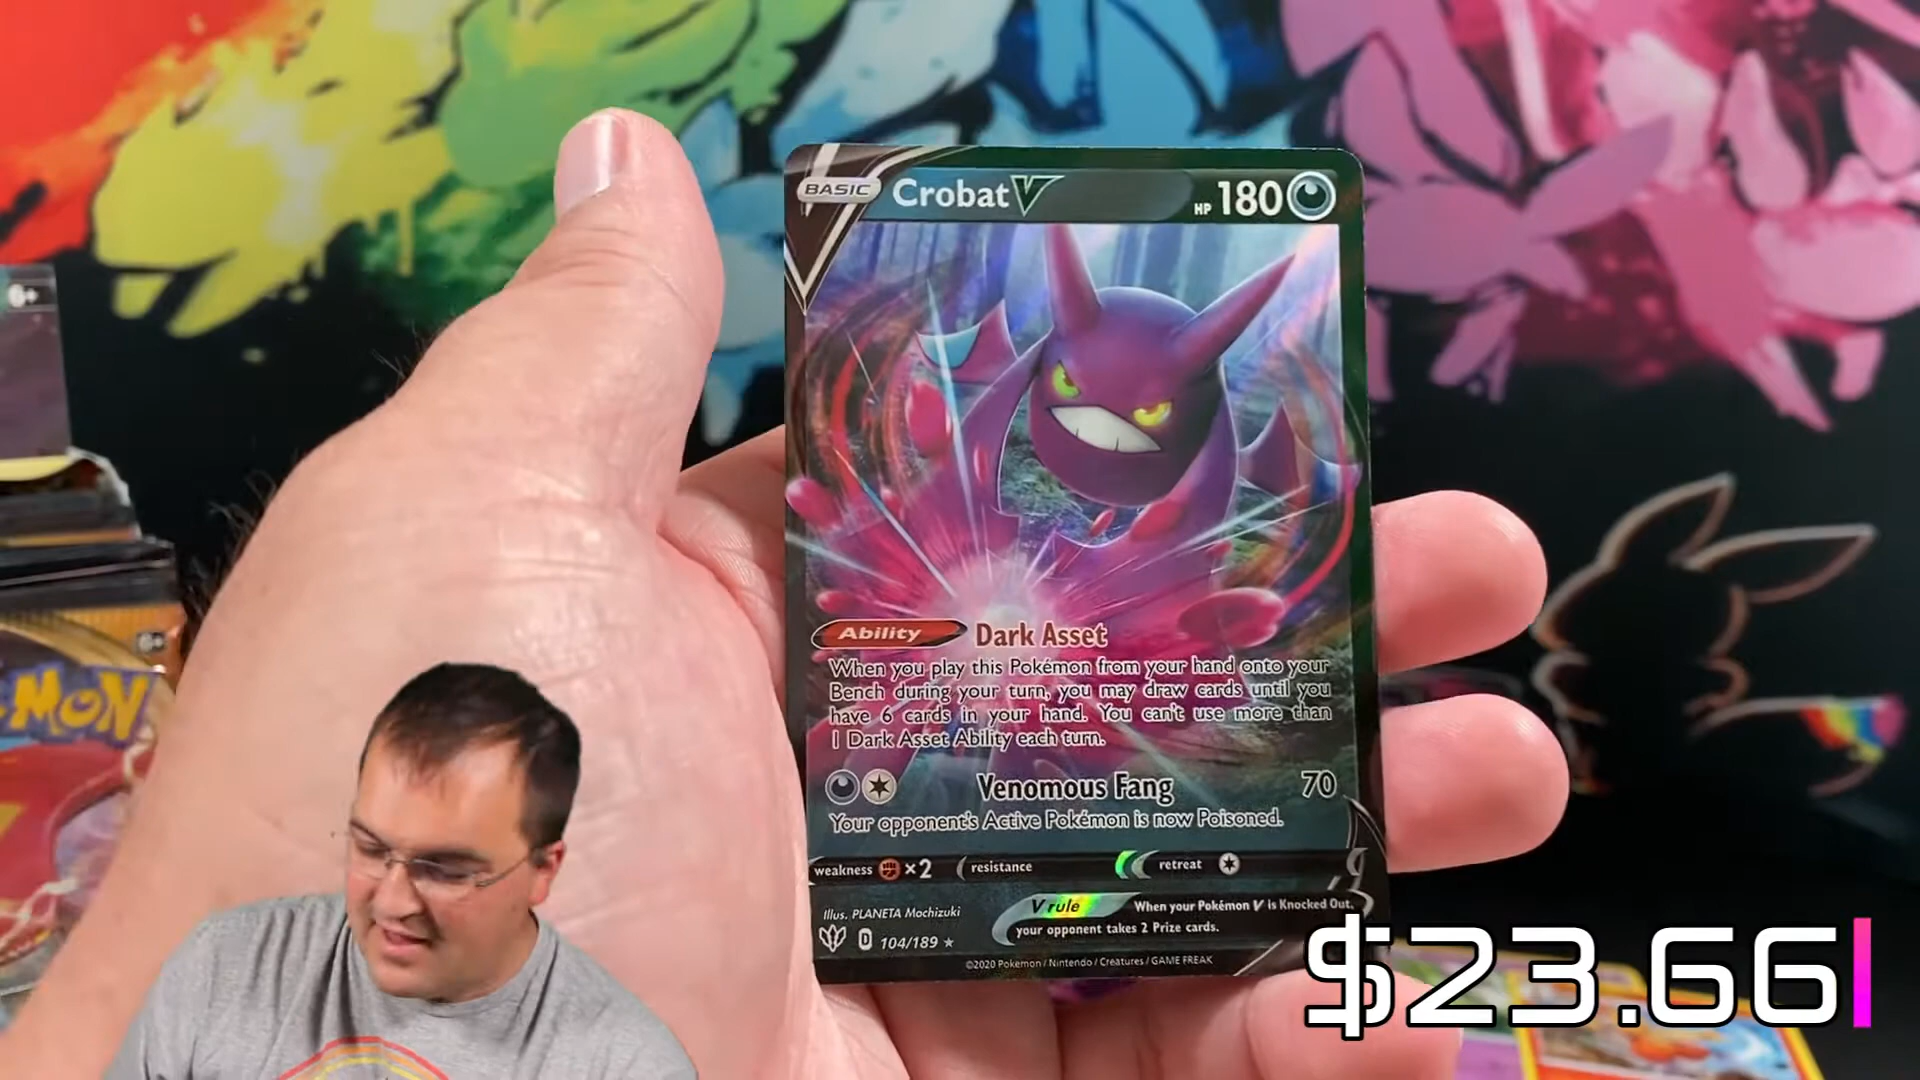 6+
BASIC Crobat V HP 180
Ability Dark Asset
When you play this Pokémon from your hand onto your
Bench during your turn, you may draw cards until you
have 6 cards in your hand. You can't use more than
1 Dark Asset Ability each turn.
Venomous Fang 70
Your opponent's Active Pokémon is now Poisoned.
weakness ×2 resistance retreat
Illus. PLANETA Mochizuki
V rule When your Pokémon V is Knocked Out,
your opponent takes 2 Prize cards.
D 104/189 ★
©2020 Pokémon / Nintendo / Creatures / GAME FREAK
6+
MON
$23.66